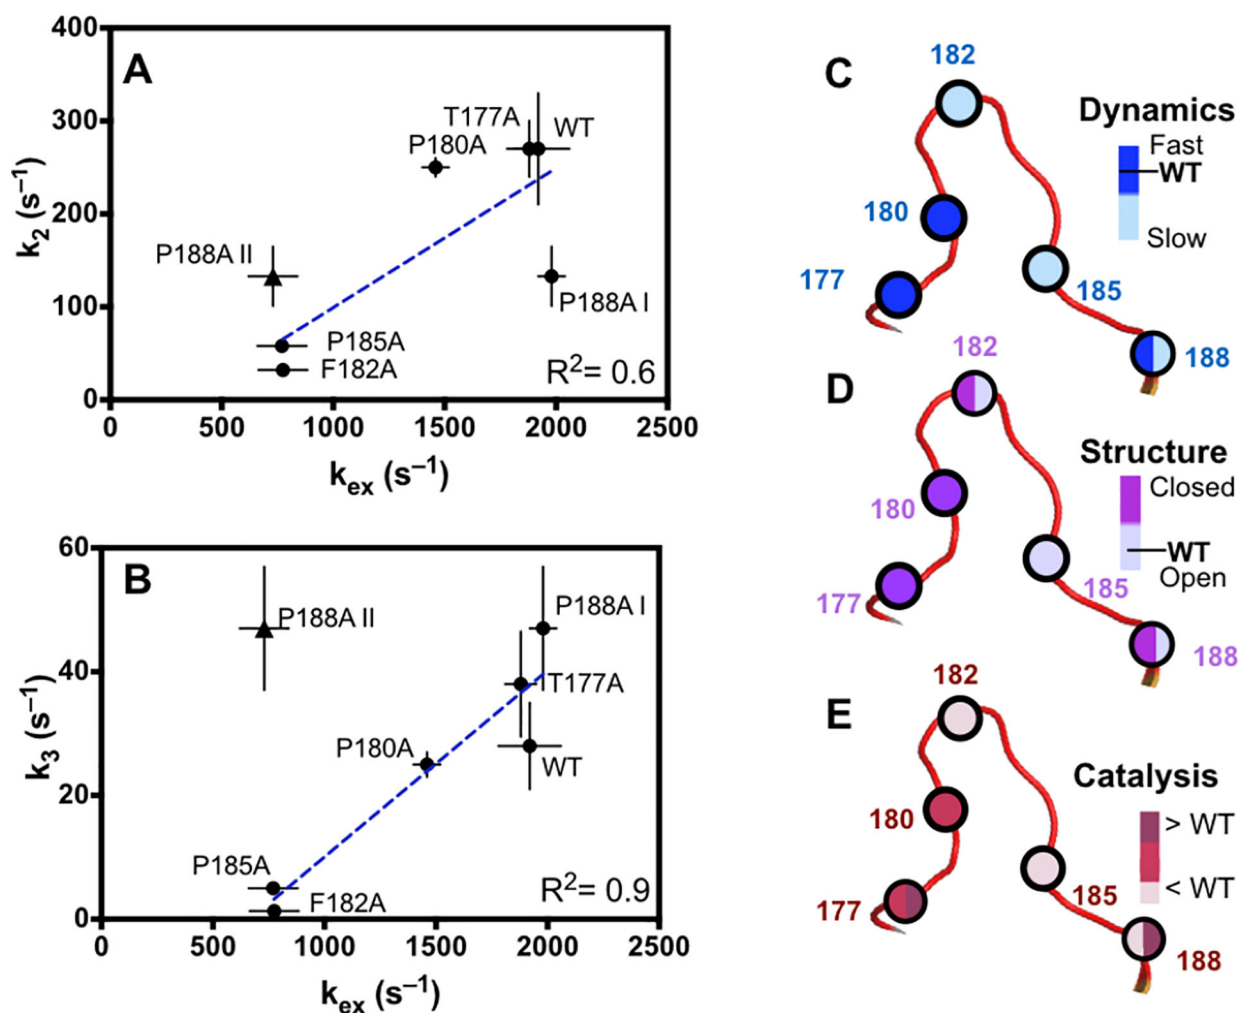 A
400
300
200
100
0
k2 (s–1)
T177A
WT
P180A
P188A II
P188A I
P185A
F182A
R2= 0.6
0 500 1000 1500 2000 2500
kex (s–1)
B
60
40
20
0
k3 (s–1)
P188A II
P188A I
T177A
P180A
WT
P185A
F182A
R2= 0.9
0 500 1000 1500 2000 2500
kex (s–1)
C
182
180
177
185
188
Dynamics
Fast
WT
Slow
D
182
180
177
185
188
Structure
Closed
WT
Open
E
182
180
177
185
188
Catalysis
> WT
< WT